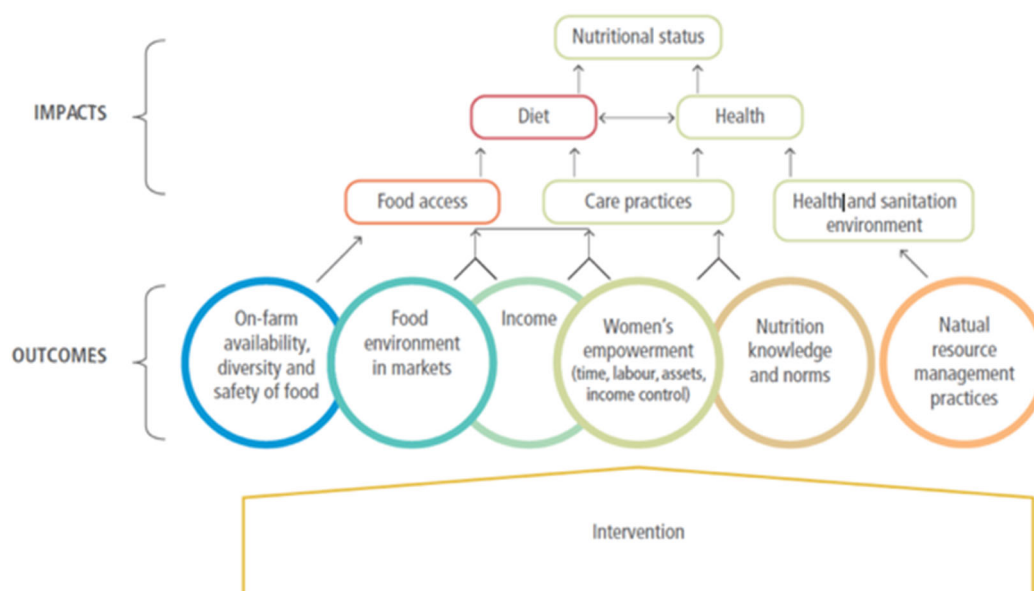 Nutritional status
IMPACTS
Diet
Health
Food access
Care practices
Health and sanitation
environment
OUTCOMES
On-farm
availability,
diversity and
safety of food
Food
environment
in markets
Income
Women's
empowerment
(time, labour, assets,
income control)
Nutrition
knowledge
and norms
Natual
resource
management
practices
Intervention